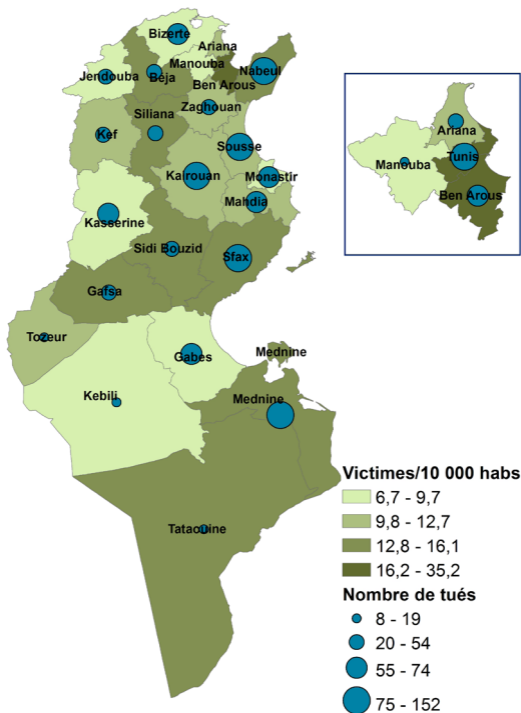 Bizerte
Ariana
Manouba
Jendouba
Béja
Nabeul
Ben Arous
Zaghouan
Siliana
Kef
Sousse
Kairouan
Monastir
Mahdia
Kasserine
Sidi Bouzid
Sfax
Gafsa
Tozeur
Gabes
Mednine
Kebili
Mednine
Tataouine
Ariana
Tunis
Manouba
Ben Arous
Victimes/10 000 habs
6,7 - 9,7
9,8 - 12,7
12,8 - 16,1
16,2 - 35,2
Nombre de tués
8 - 19
20 - 54
55 - 74
75 - 152